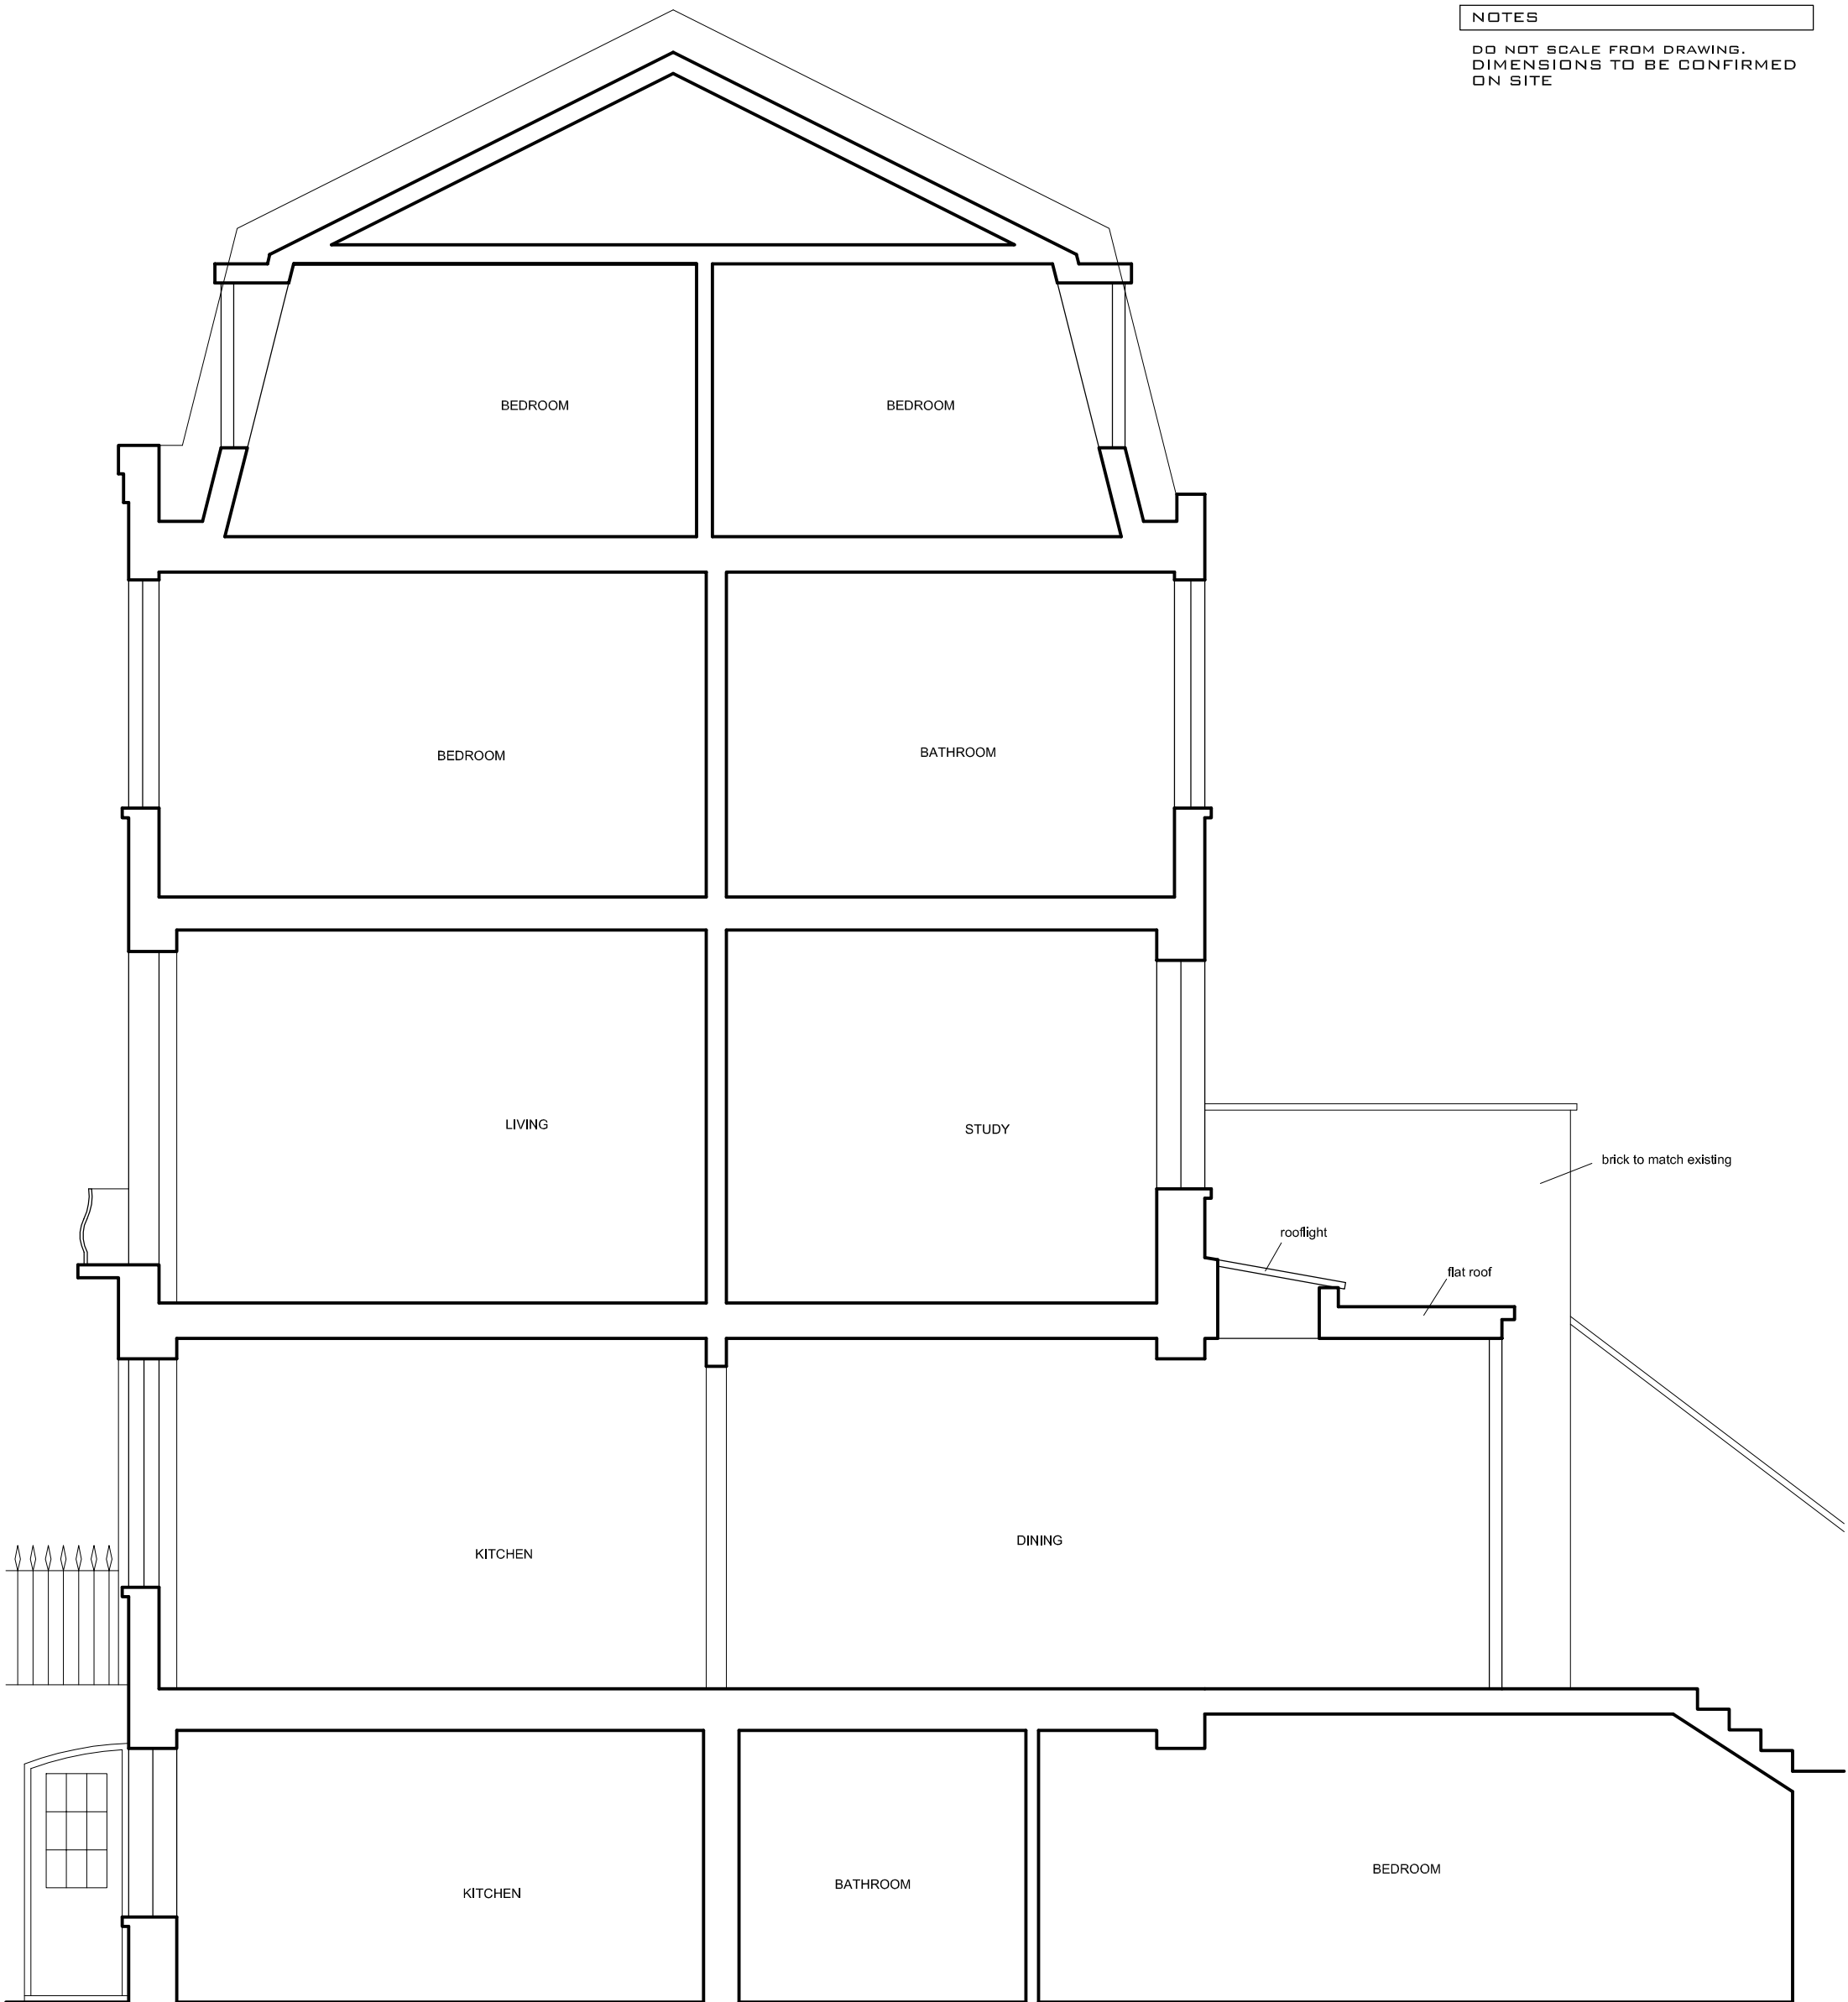 NOTES
DO NOT SCALE FROM DRAWING.
DIMENSIONS TO BE CONFIRMED
ON SITE
BEDROOM
BEDROOM
BEDROOM
BATHROOM
LIVING
STUDY
brick to match existing
rooflight
flat roof
KITCHEN
DINING
KITCHEN
BATHROOM
BEDROOM